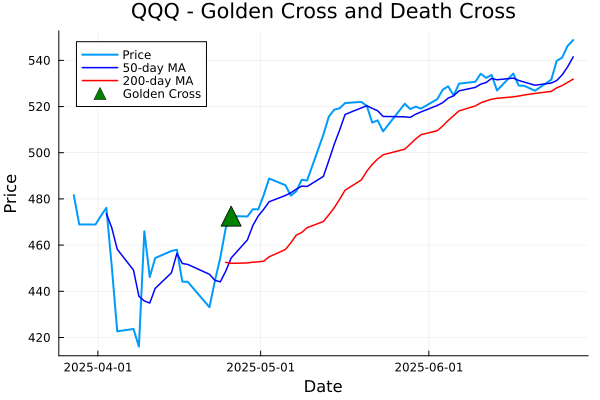 QQQ - Golden Cross and Death Cross
Price
50-day MA
200-day MA
Golden Cross
540
520
500
480
460
440
420
Price
2025-04-01
2025-05-01
2025-06-01
Date